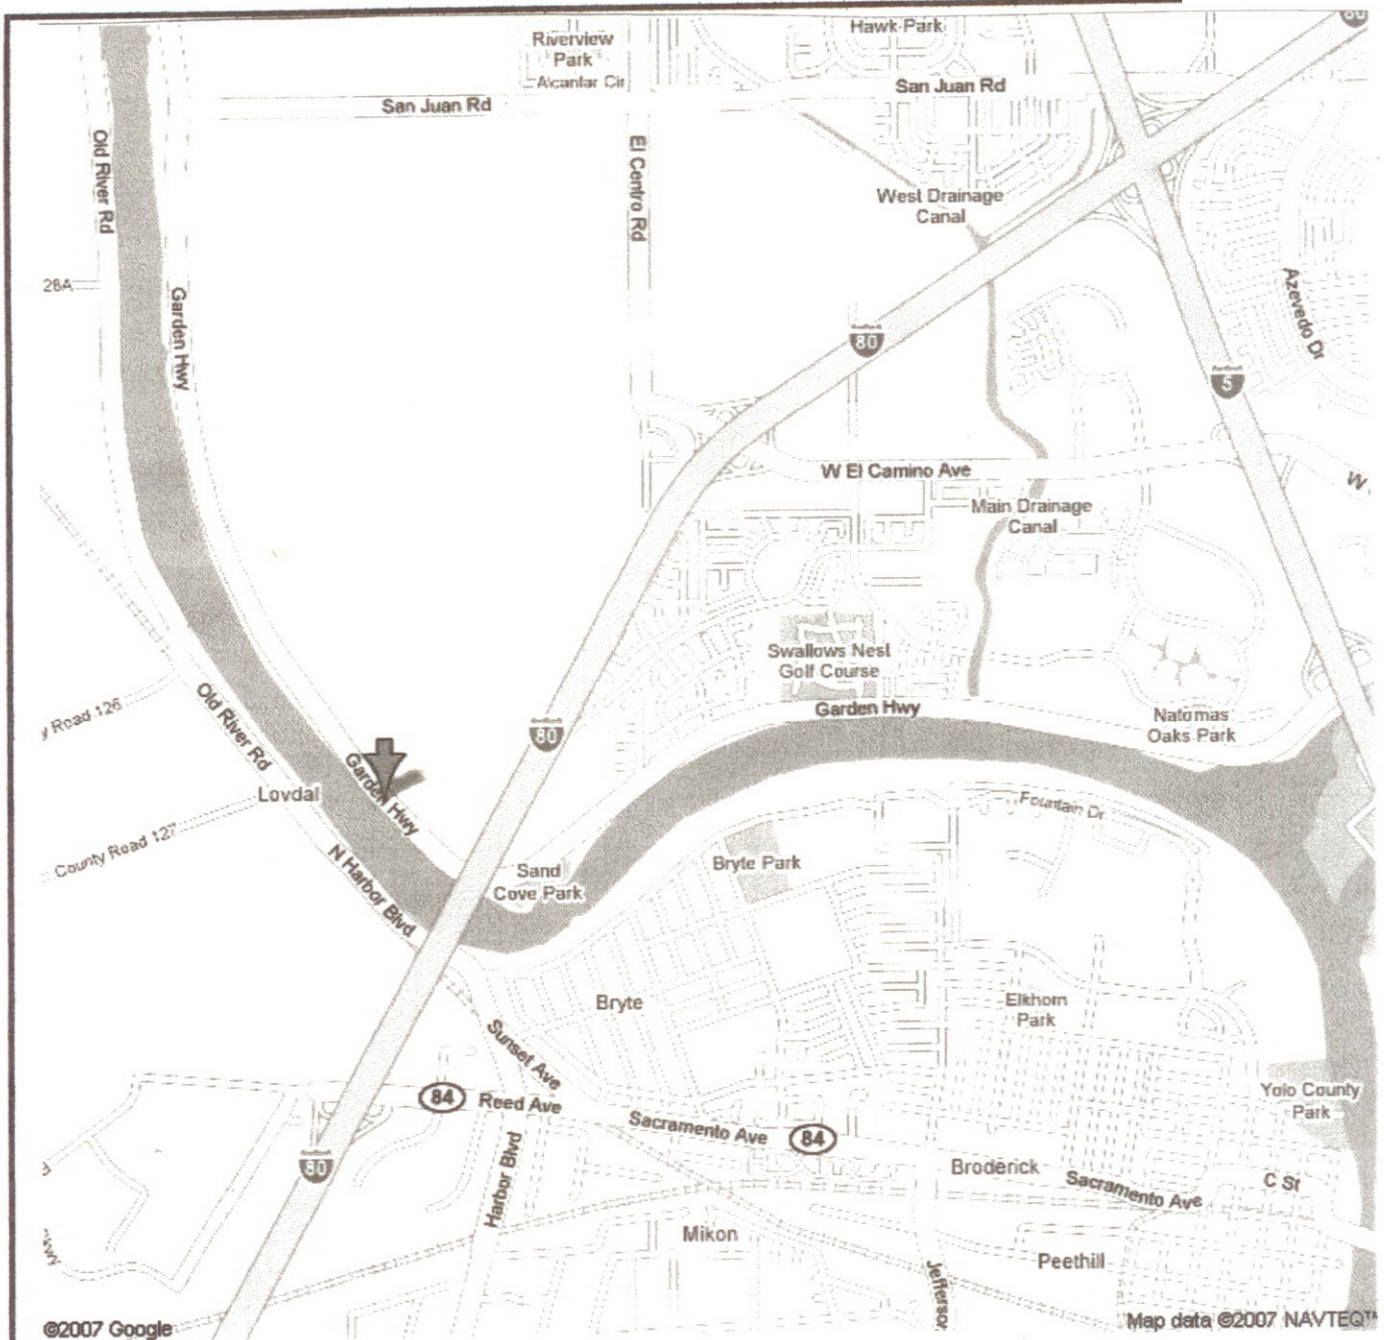 Hawk Park
80
Riverview
Park
Alcantar Cir
San Juan Rd
San Juan Rd
Old River Rd
El Centro Rd
West Drainage
Canal
28A
Garden Hwy
Azevedo Dr
80
5
W El Camino Ave
W
Main Drainage
Canal
Swallows Nest
Golf Course
Old River Rd
Road 126
Garden Hwy
Natomas
Oaks Park
80
Garden Hwy
Lovdal
Fountain Dr
County Road 127
N Harbor Blvd
Sand
Cove Park
Bryte Park
Bryte
Elkhorn
Park
Sunset Ave
84
Reed Ave
Yolo County
Park
Sacramento Ave
84
80
Harbor Blvd
Broderick
Sacramento Ave
C St
Mikon
Peethill
Jefferson
©2007 Google
Map data ©2007 NAVTEQ™